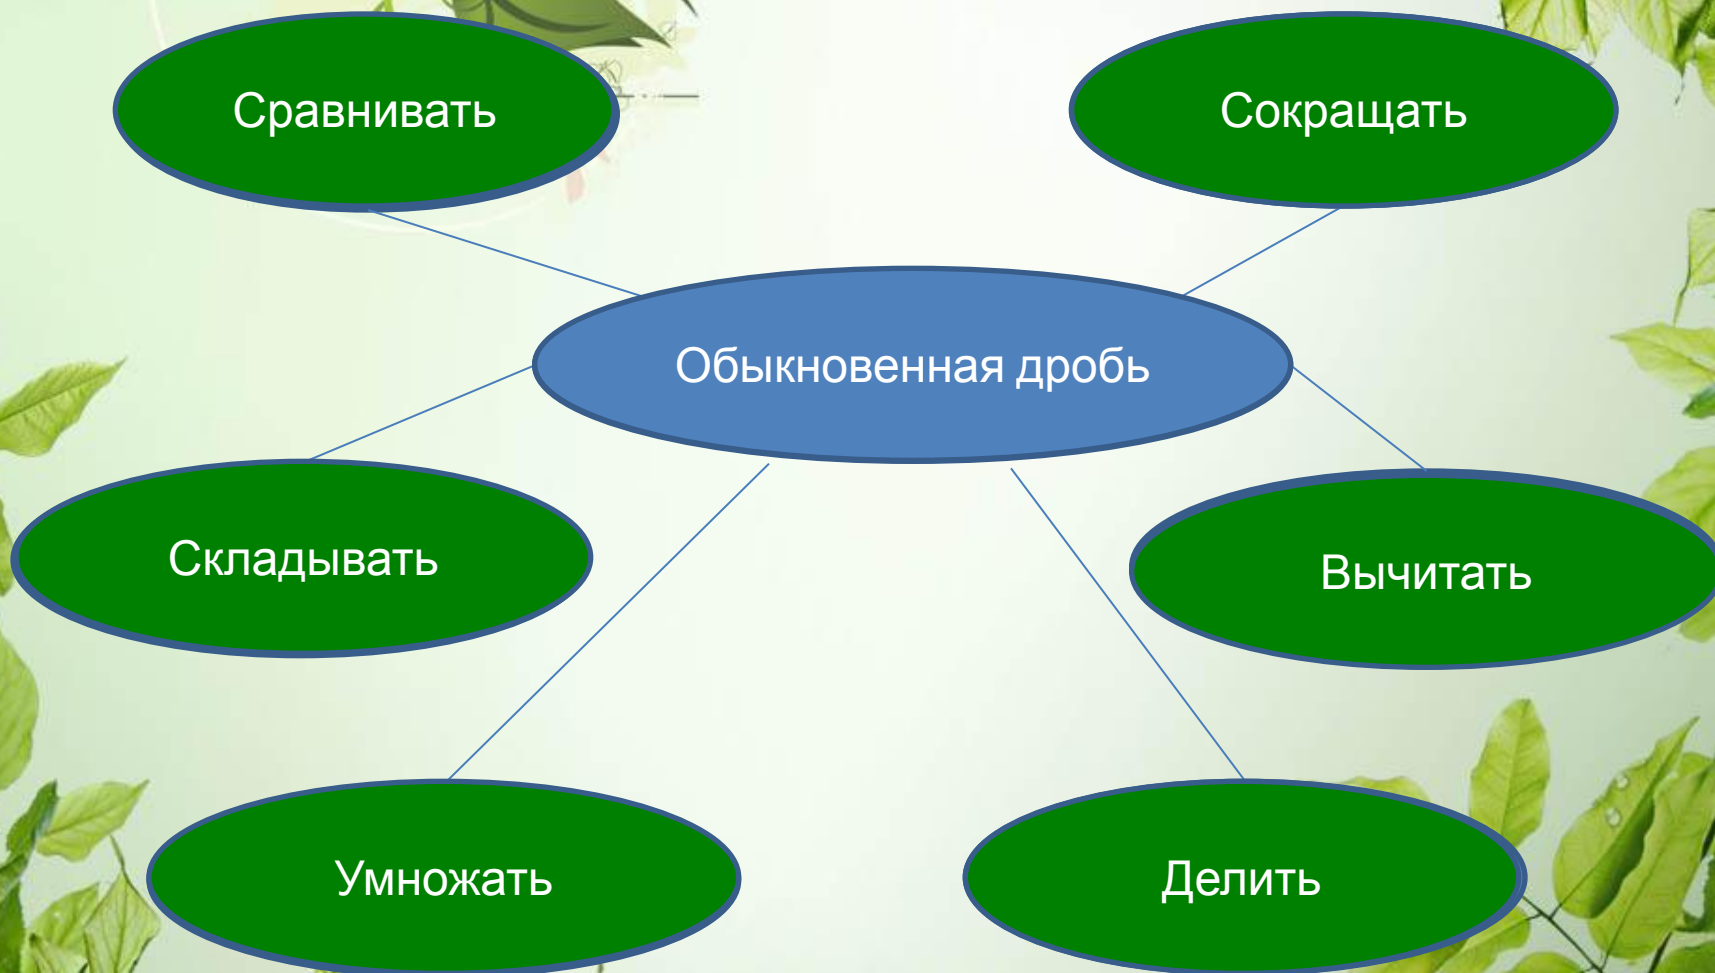 Сравнивать
Сокращать
Обыкновенная дробь
Складывать
Вычитать
Умножать
Делить